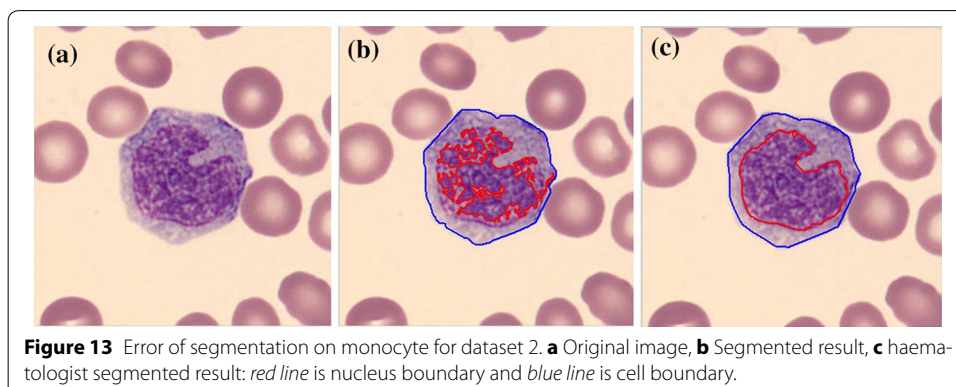 (a)
(b)
(c)
Figure 13 Error of segmentation on monocyte for dataset 2. a Original image, b Segmented result, c haema-
tologist segmented result: red line is nucleus boundary and blue line is cell boundary.